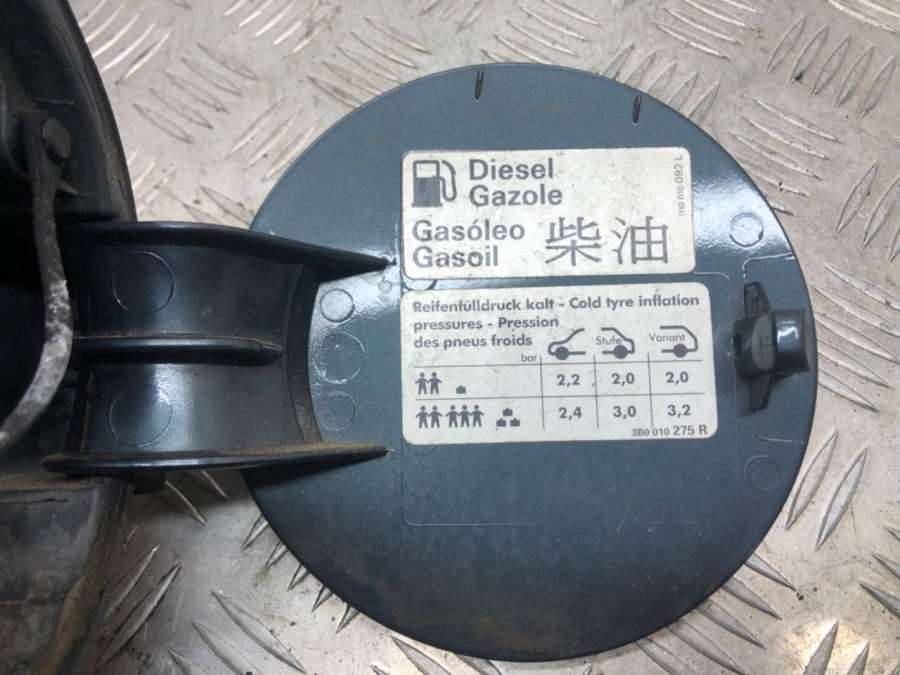 Diesel
Gazole
Gasóleo
Gasoil
柴油
Reifenfülldruck kalt - Cold tyre inflation
pressures - Pression
des pneus froids
bar
Stufe
Variant
2,2 2,0 2,0
2,4 3,0 3,2
3B0 010 275 R